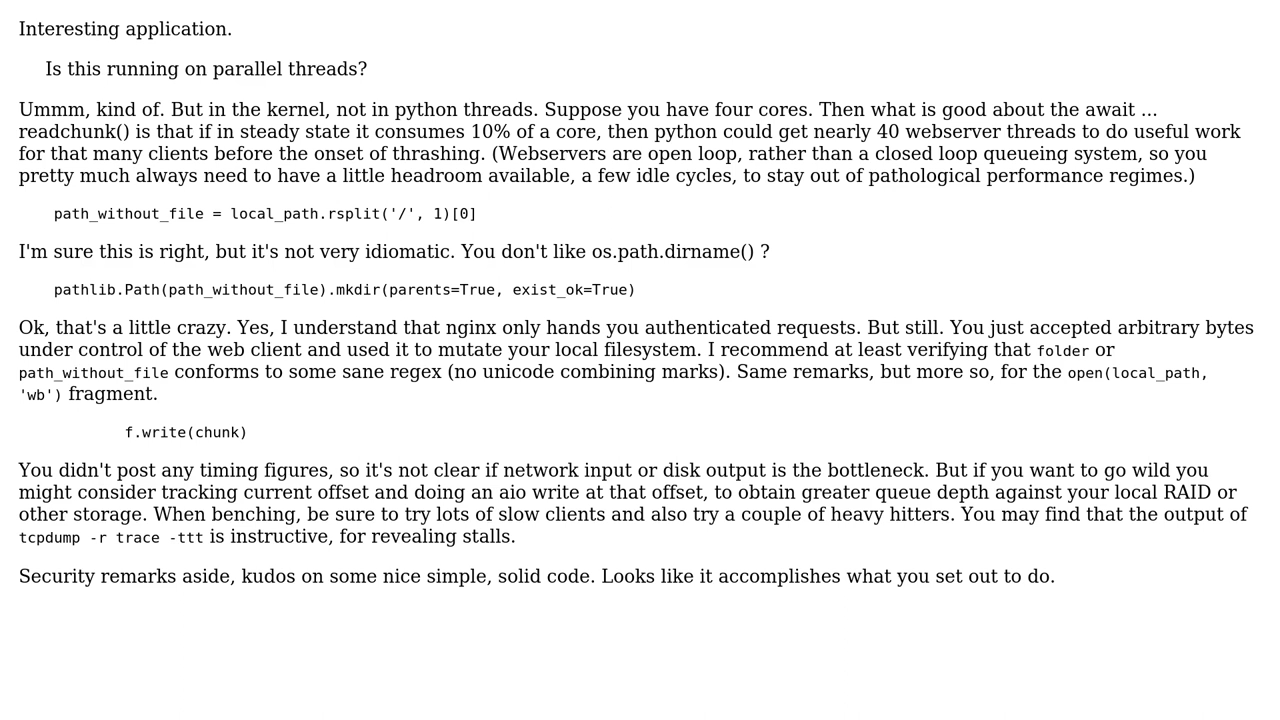 Interesting application.
Is this running on parallel threads?
Ummm, kind of. But in the kernel, not in python threads. Suppose you have four cores. Then what is good about the await ...
readchunk() is that if in steady state it consumes 10% of a core, then python could get nearly 40 webserver threads to do useful work
for that many clients before the onset of thrashing. (Webservers are open loop, rather than a closed loop queueing system, so you
pretty much always need to have a little headroom available, a few idle cycles, to stay out of pathological performance regimes.)
path_without_file = local_path.rsplit('/', 1)[0]
I'm sure this is right, but it's not very idiomatic. You don't like os.path.dirname() ?
pathlib.Path(path_without_file).mkdir(parents=True, exist_ok=True)
Ok, that's a little crazy. Yes, I understand that nginx only hands you authenticated requests. But still. You just accepted arbitrary bytes
under control of the web client and used it to mutate your local filesystem. I recommend at least verifying that folder or
path_without_file conforms to some sane regex (no unicode combining marks). Same remarks, but more so, for the open(local_path,
'wb') fragment.
f.write(chunk)
You didn't post any timing figures, so it's not clear if network input or disk output is the bottleneck. But if you want to go wild you
might consider tracking current offset and doing an aio write at that offset, to obtain greater queue depth against your local RAID or
other storage. When benching, be sure to try lots of slow clients and also try a couple of heavy hitters. You may find that the output of
tcpdump -r trace -ttt is instructive, for revealing stalls.
Security remarks aside, kudos on some nice simple, solid code. Looks like it accomplishes what you set out to do.